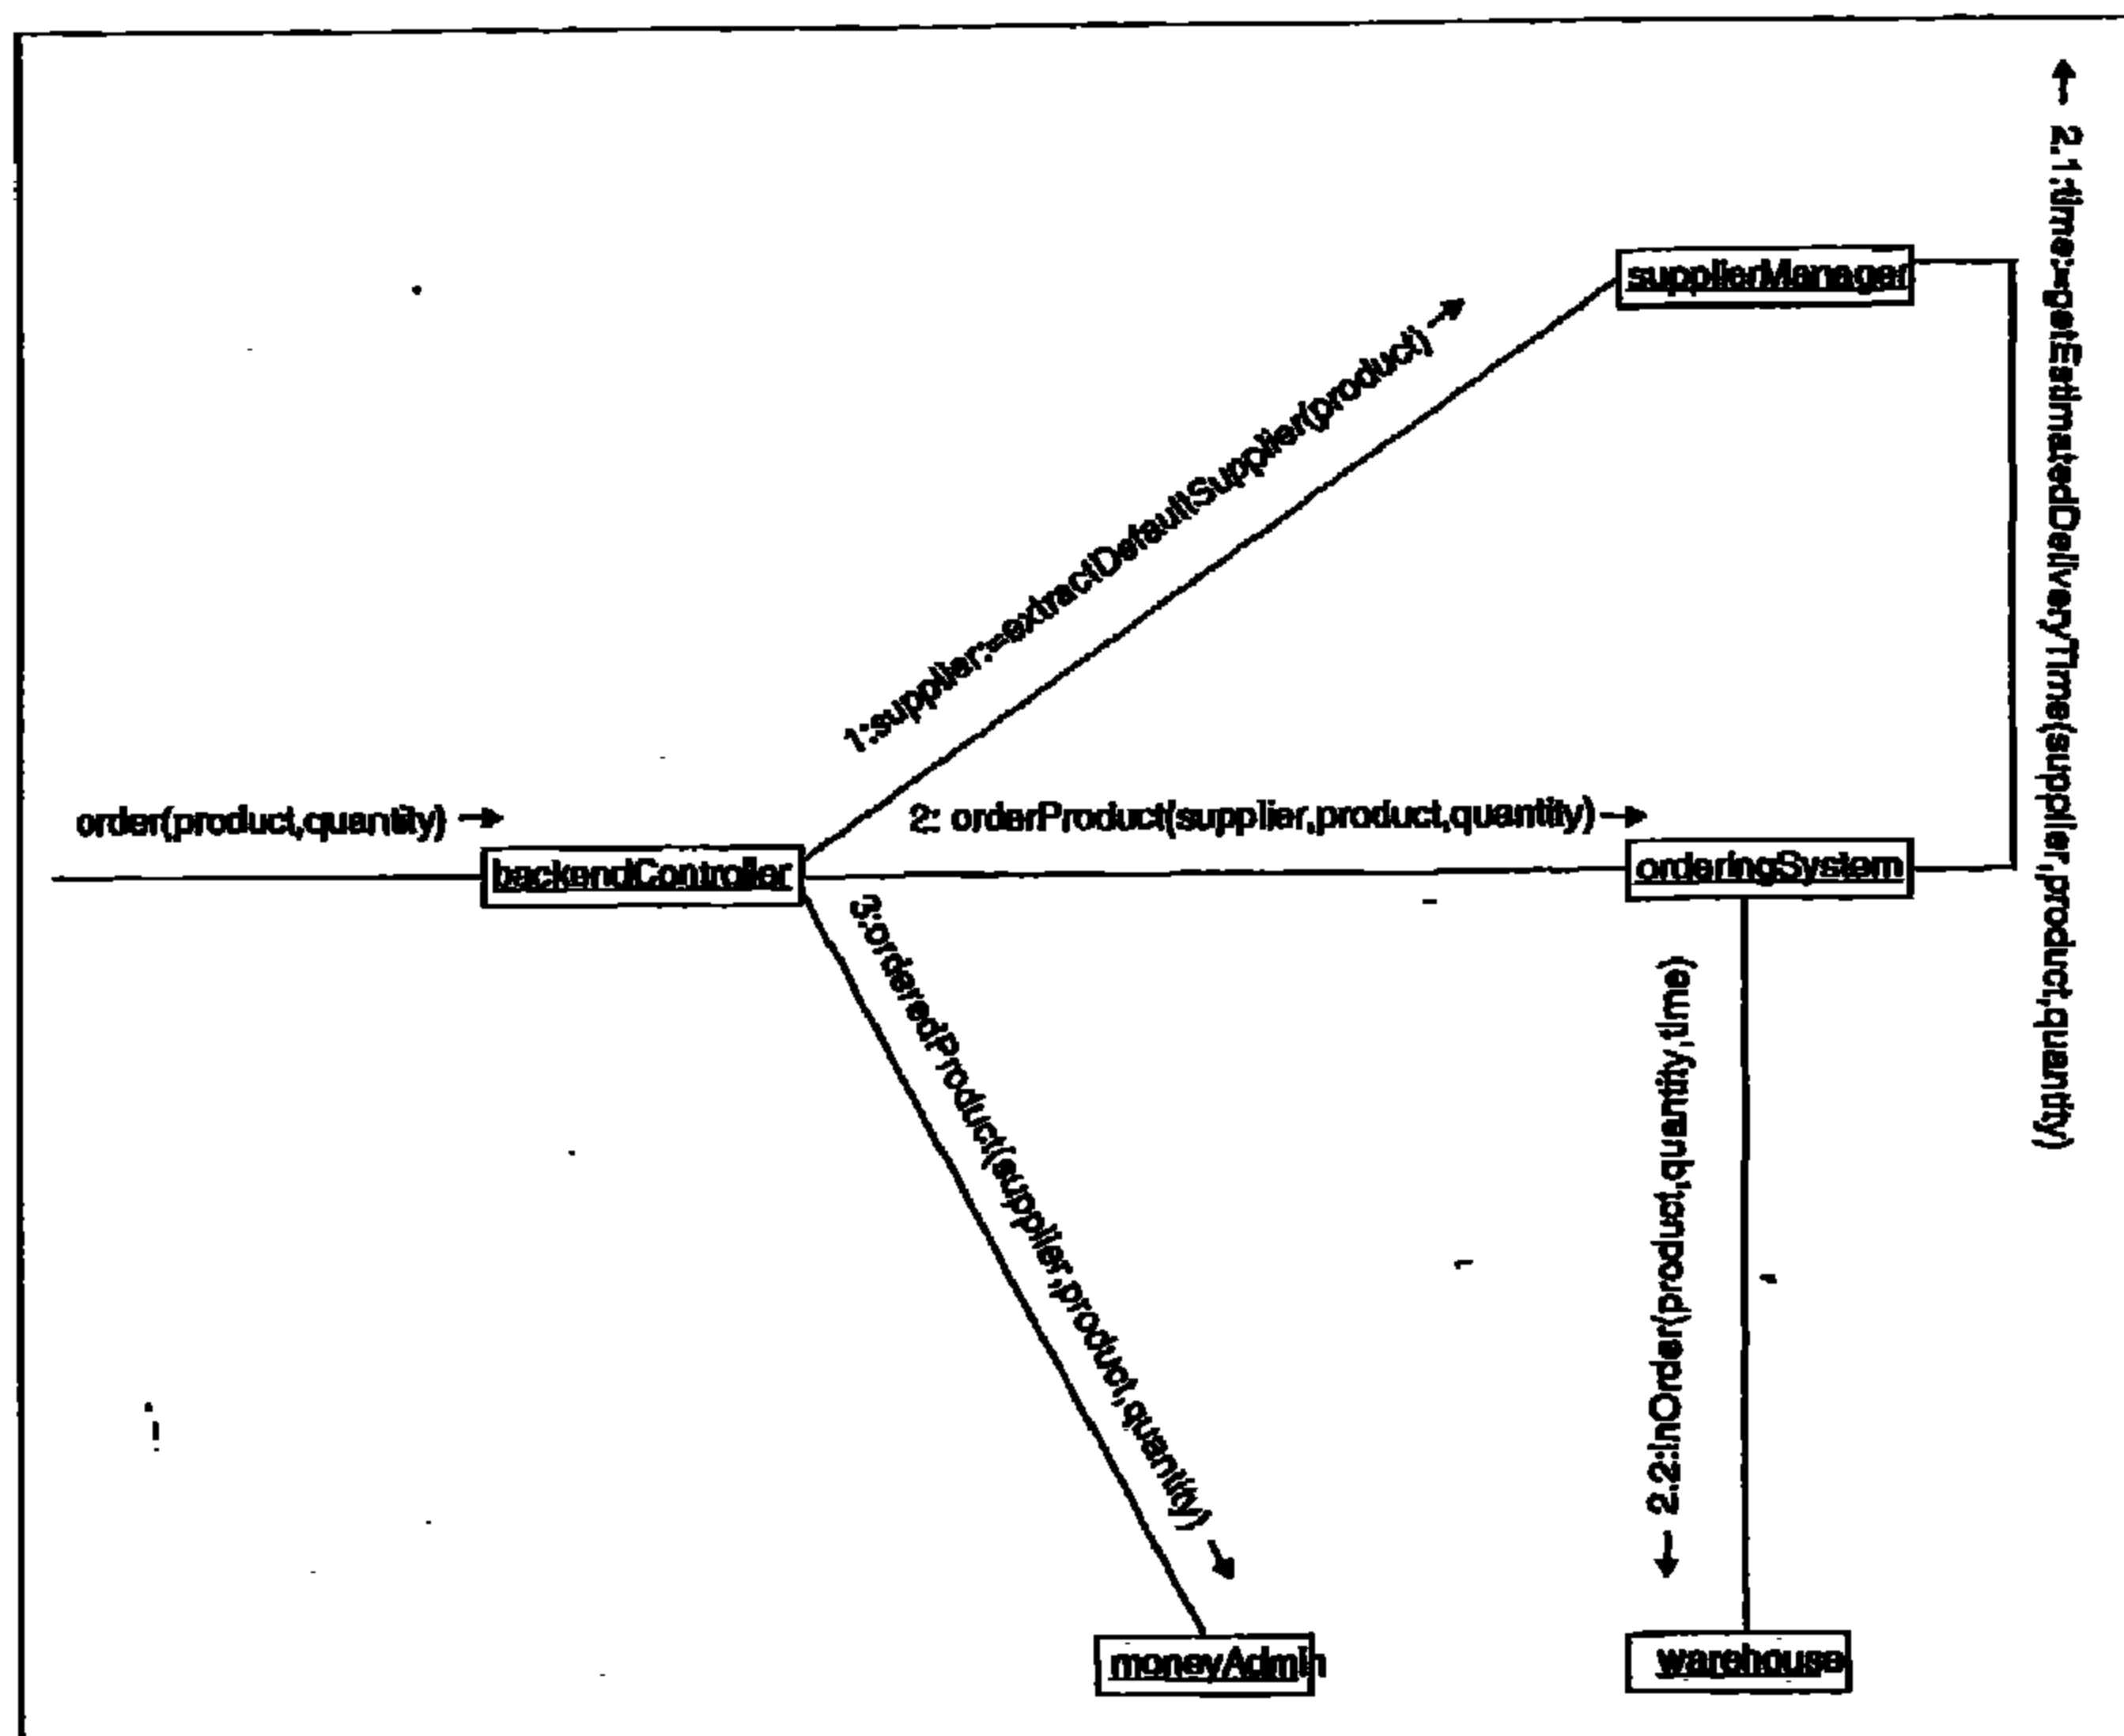 2.1:time:=getEstimatedDeliveryTime(supplier,product,quantity)
supplierManager
1:supplier:=extractDefaultSupplier(product)
order(product,quantity)
2: orderProduct(supplier,product,quantity)
backendController
orderingSystem
3:orderedProduct(supplier,product,quantity)
2.2:inOrder(product,quantity,time)
moneyAdmin
warehouse